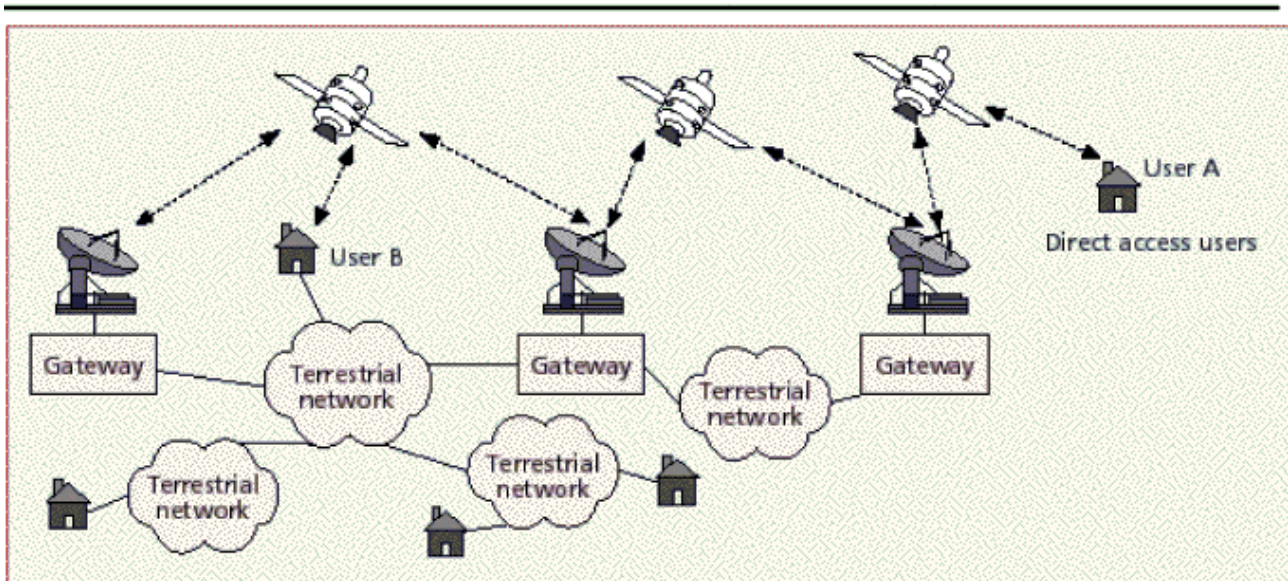 User A
Direct access users
User B
Gateway
Terrestrial
network
Gateway
Terrestrial
network
Gateway
Terrestrial
network
Terrestrial
network